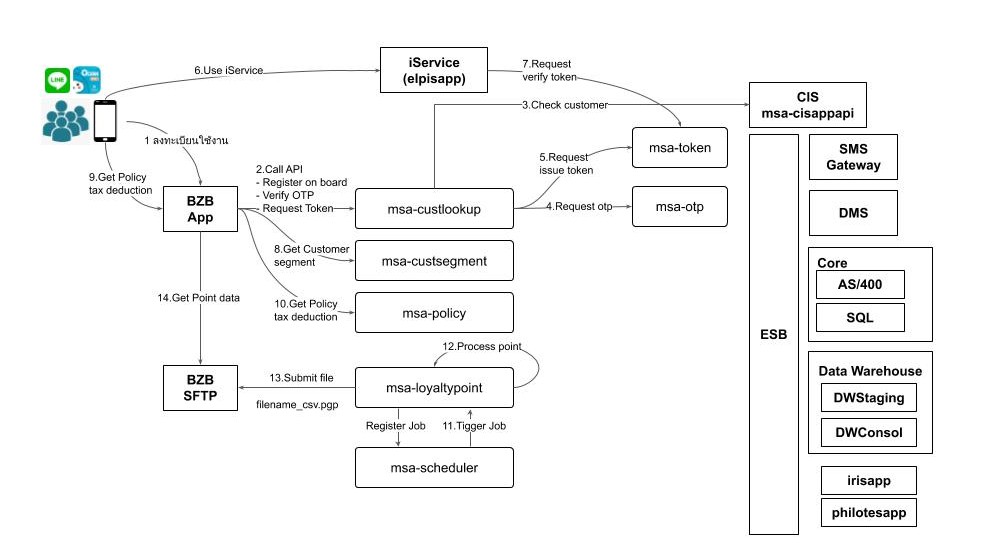 iService
(elpisapp)
6.Use iService
7.Request
verify token
LINE
3.Check customer
CIS
msa-cisappapi
1 ลงทะเบียนใช้งาน
msa-token
SMS
Gateway
5.Request
issue token
9.Get Policy
tax deduction
2.Call API
- Register on board
- Verify OTP
- Request Token
BZB
App
msa-custlookup
4.Request otp
msa-otp
DMS
8.Get Customer
segment
msa-custsegment
Core
AS/400
SQL
14.Get Point data
10.Get Policy
tax deduction
msa-policy
ESB
12.Process point
Data Warehouse
DWStaging
DWConsol
BZB
SFTP
13.Submit file
filename_csv.pgp
msa-loyaltypoint
Register Job
11.Tigger Job
msa-scheduler
irisapp
philotesapp